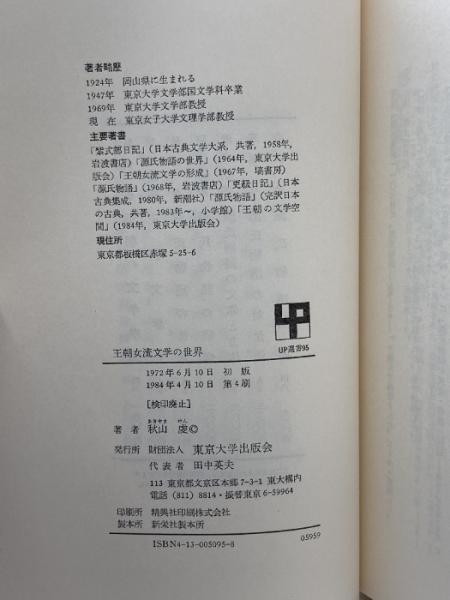 著者略歴
1924年 岡山県に生まれる
1947年 東京大学文学部国文学科卒業
1969年 東京大学文学部教授
現 在 東京女子大学文理学部教授
主要著書
「紫式部日記」(日本古典文学大系, 共著, 1958年,
岩波書店)「源氏物語の世界」(1964年, 東京大学出
版会)「王朝女流文学の形成」(1967年, 塙書房)
「源氏物語」(1968年, 岩波書店)「更級日記」(日本
古典集成, 1980年, 新潮社)「源氏物語」(完訳日本
の古典, 共著, 1983年〜, 小学館)「王朝の文学空
間」(1984年, 東京大学出版会)
現住所
東京都板橋区赤塚5-25-6
UP
UP選書95
王朝女流文学の世界
1972年6月10日 初 版
1984年4月10日 第4刷
[検印廃止]
あきやま けん
著 者 秋山 虔©
発行所 財団法人 東京大学出版会
代表者 田中英夫
113 東京都文京区本郷7-3-1 東大構内
電話 (811) 8814・振替東京6-59964
印刷所 精興社印刷株式会社
製本所 新栄社製本所
ISBN4-13-005095-8
05959